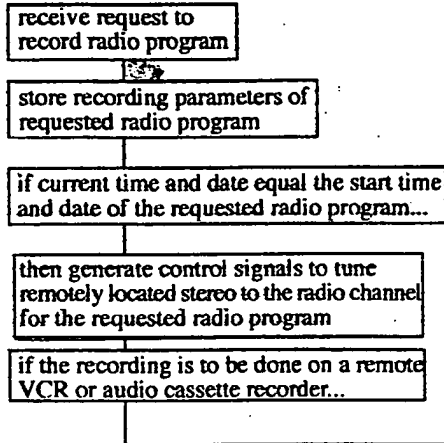 receive request to
record radio program
store recording parameters of
requested radio program
if current time and date equal the start time
and date of the requested radio program...
then generate control signals to tune
remotely located stereo to the radio channel
for the requested radio program
if the recording is to be done on a remote
VCR or audio cassette recorder...